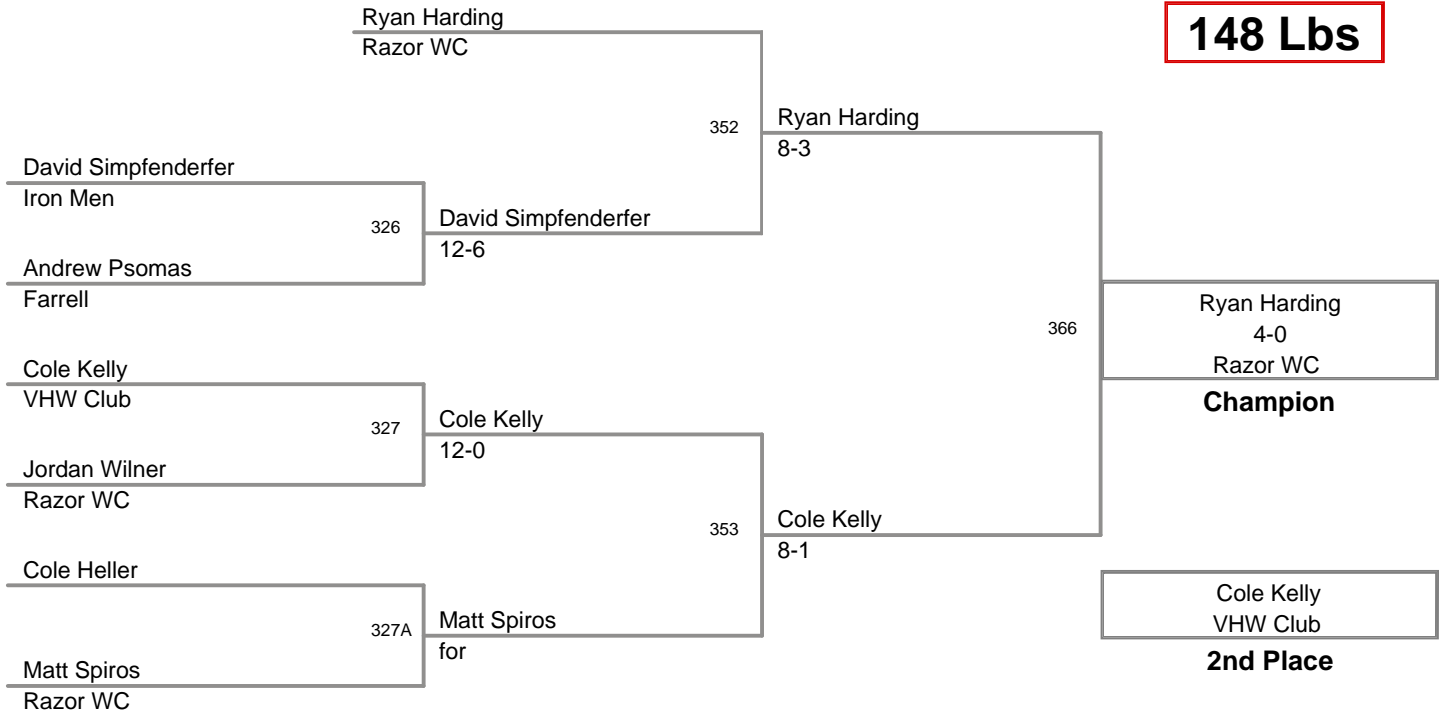 Ryan Harding
Razor WC
148 Lbs
352
Ryan Harding
8-3
David Simpfenderfer
Iron Men
326
David Simpfenderfer
12-6
Andrew Psomas
Farrell
366
Ryan Harding
4-0
Razor WC
Champion
Cole Kelly
VHW Club
327
Cole Kelly
12-0
Jordan Wilner
Razor WC
353
Cole Kelly
8-1
Cole Heller
327A
Matt Spiros
for
Matt Spiros
Razor WC
Cole Kelly
VHW Club
2nd Place